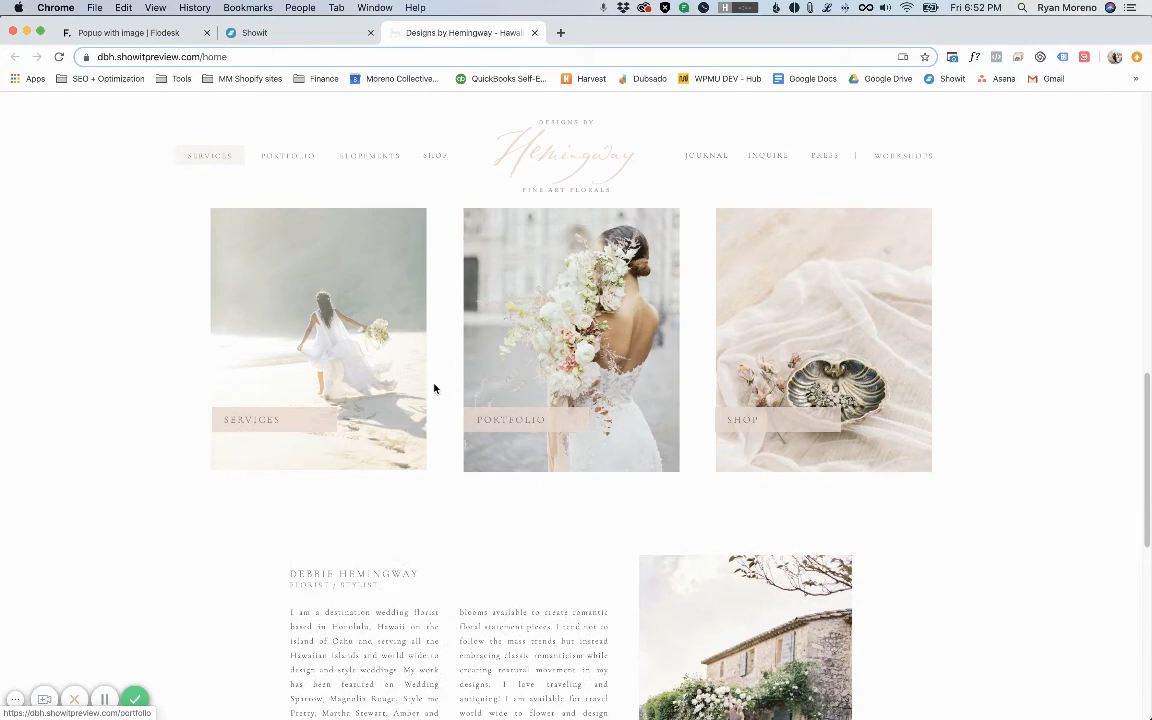 Chrome File Edit View History Bookmarks People Tab Window Help Fri 6:52 PM Ryan Moreno
F. Popup with image | Flodesk Showit Designs by Hemingway - Hawaii
dbh.showitpreview.com/home
Apps SEO + Optimization Tools MM Shopify sites Finance Moreno Collective... QuickBooks Self-E... Harvest Dubsado WPMU DEV - Hub Google Docs Google Drive Showit Asana Gmail »
DESIGNS BY
SERVICES PORTFOLIO ELOPEMENTS SHOP Hemingway JOURNAL INQUIRE PRESS | WORKSHOPS
FINE ART FLORALS
SERVICES PORTFOLIO SHOP
DEBBIE HEMINGWAY
FLORIST / STYLIST
I am a destination wedding florist
based in Honolulu, Hawaii on the
island of Oahu and serving all the
Hawaiian Islands and world wide to
design and style weddings. My work
has been featured on Wedding
Sparrow, Magnolia Rouge, Style me
Pretty, Martha Stewart, Amber and
blooms available to create romantic
floral statement pieces. I tend not to
follow the mass trends but instead
embracing classic romanticism while
creating textural movement in my
designs. I love traveling and
antiquing! I am available for travel
world wide to flower and design
https://dbh.showitpreview.com/portfolio